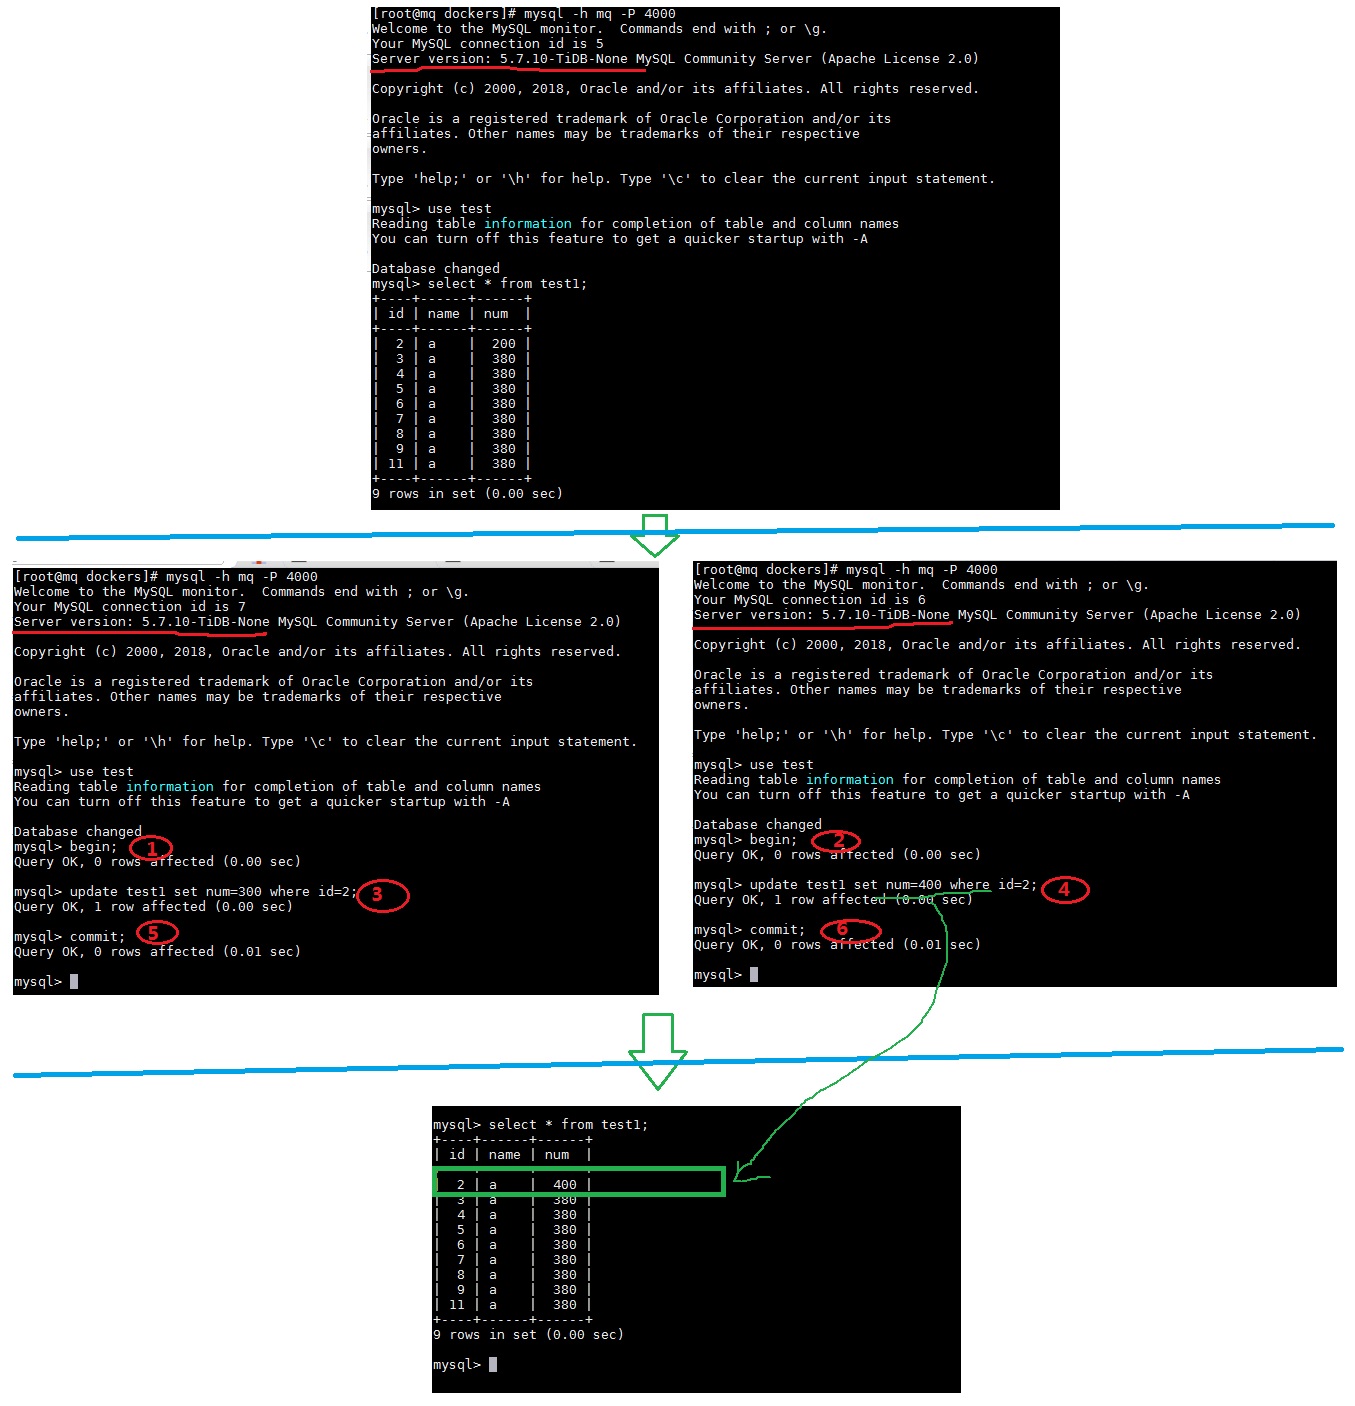 [root@mq dockers]# mysql -h mq -P 4000
Welcome to the MySQL monitor.  Commands end with ; or \g.
Your MySQL connection id is 5
Server version: 5.7.10-TiDB-None MySQL Community Server (Apache License 2.0)
Copyright (c) 2000, 2018, Oracle and/or its affiliates. All rights reserved.
Oracle is a registered trademark of Oracle Corporation and/or its
affiliates. Other names may be trademarks of their respective
owners.
Type 'help;' or '\h' for help. Type '\c' to clear the current input statement.
mysql> use test
Reading table information for completion of table and column names
You can turn off this feature to get a quicker startup with -A
Database changed
mysql> select * from test1;
+----+------+------+
| id | name | num  |
+----+------+------+
|  2 | a    |  200 |
|  3 | a    |  380 |
|  4 | a    |  380 |
|  5 | a    |  380 |
|  6 | a    |  380 |
|  7 | a    |  380 |
|  8 | a    |  380 |
|  9 | a    |  380 |
| 11 | a    |  380 |
+----+------+------+
9 rows in set (0.00 sec)
[root@mq dockers]# mysql -h mq -P 4000
Welcome to the MySQL monitor.  Commands end with ; or \g.
Your MySQL connection id is 7
Server version: 5.7.10-TiDB-None MySQL Community Server (Apache License 2.0)
Copyright (c) 2000, 2018, Oracle and/or its affiliates. All rights reserved.
Oracle is a registered trademark of Oracle Corporation and/or its
affiliates. Other names may be trademarks of their respective
owners.
Type 'help;' or '\h' for help. Type '\c' to clear the current input statement.
mysql> use test
Reading table information for completion of table and column names
You can turn off this feature to get a quicker startup with -A
Database changed
mysql> begin; 1
Query OK, 0 rows affected (0.00 sec)
mysql> update test1 set num=300 where id=2; 3
Query OK, 1 row affected (0.00 sec)
mysql> commit; 5
Query OK, 0 rows affected (0.01 sec)
mysql>
[root@mq dockers]# mysql -h mq -P 4000
Welcome to the MySQL monitor.  Commands end with ; or \g.
Your MySQL connection id is 6
Server version: 5.7.10-TiDB-None MySQL Community Server (Apache License 2.0)
Copyright (c) 2000, 2018, Oracle and/or its affiliates. All rights reserved.
Oracle is a registered trademark of Oracle Corporation and/or its
affiliates. Other names may be trademarks of their respective
owners.
Type 'help;' or '\h' for help. Type '\c' to clear the current input statement.
mysql> use test
Reading table information for completion of table and column names
You can turn off this feature to get a quicker startup with -A
Database changed
mysql> begin; 2
Query OK, 0 rows affected (0.00 sec)
mysql> update test1 set num=400 where id=2; 4
Query OK, 1 row affected (0.00 sec)
mysql> commit; 6
Query OK, 0 rows affected (0.01 sec)
mysql>
mysql> select * from test1;
+----+------+------+
| id | name | num  |
|  2 | a    |  400 |
|  3 | a    |  380 |
|  4 | a    |  380 |
|  5 | a    |  380 |
|  6 | a    |  380 |
|  7 | a    |  380 |
|  8 | a    |  380 |
|  9 | a    |  380 |
| 11 | a    |  380 |
+----+------+------+
9 rows in set (0.00 sec)
mysql>